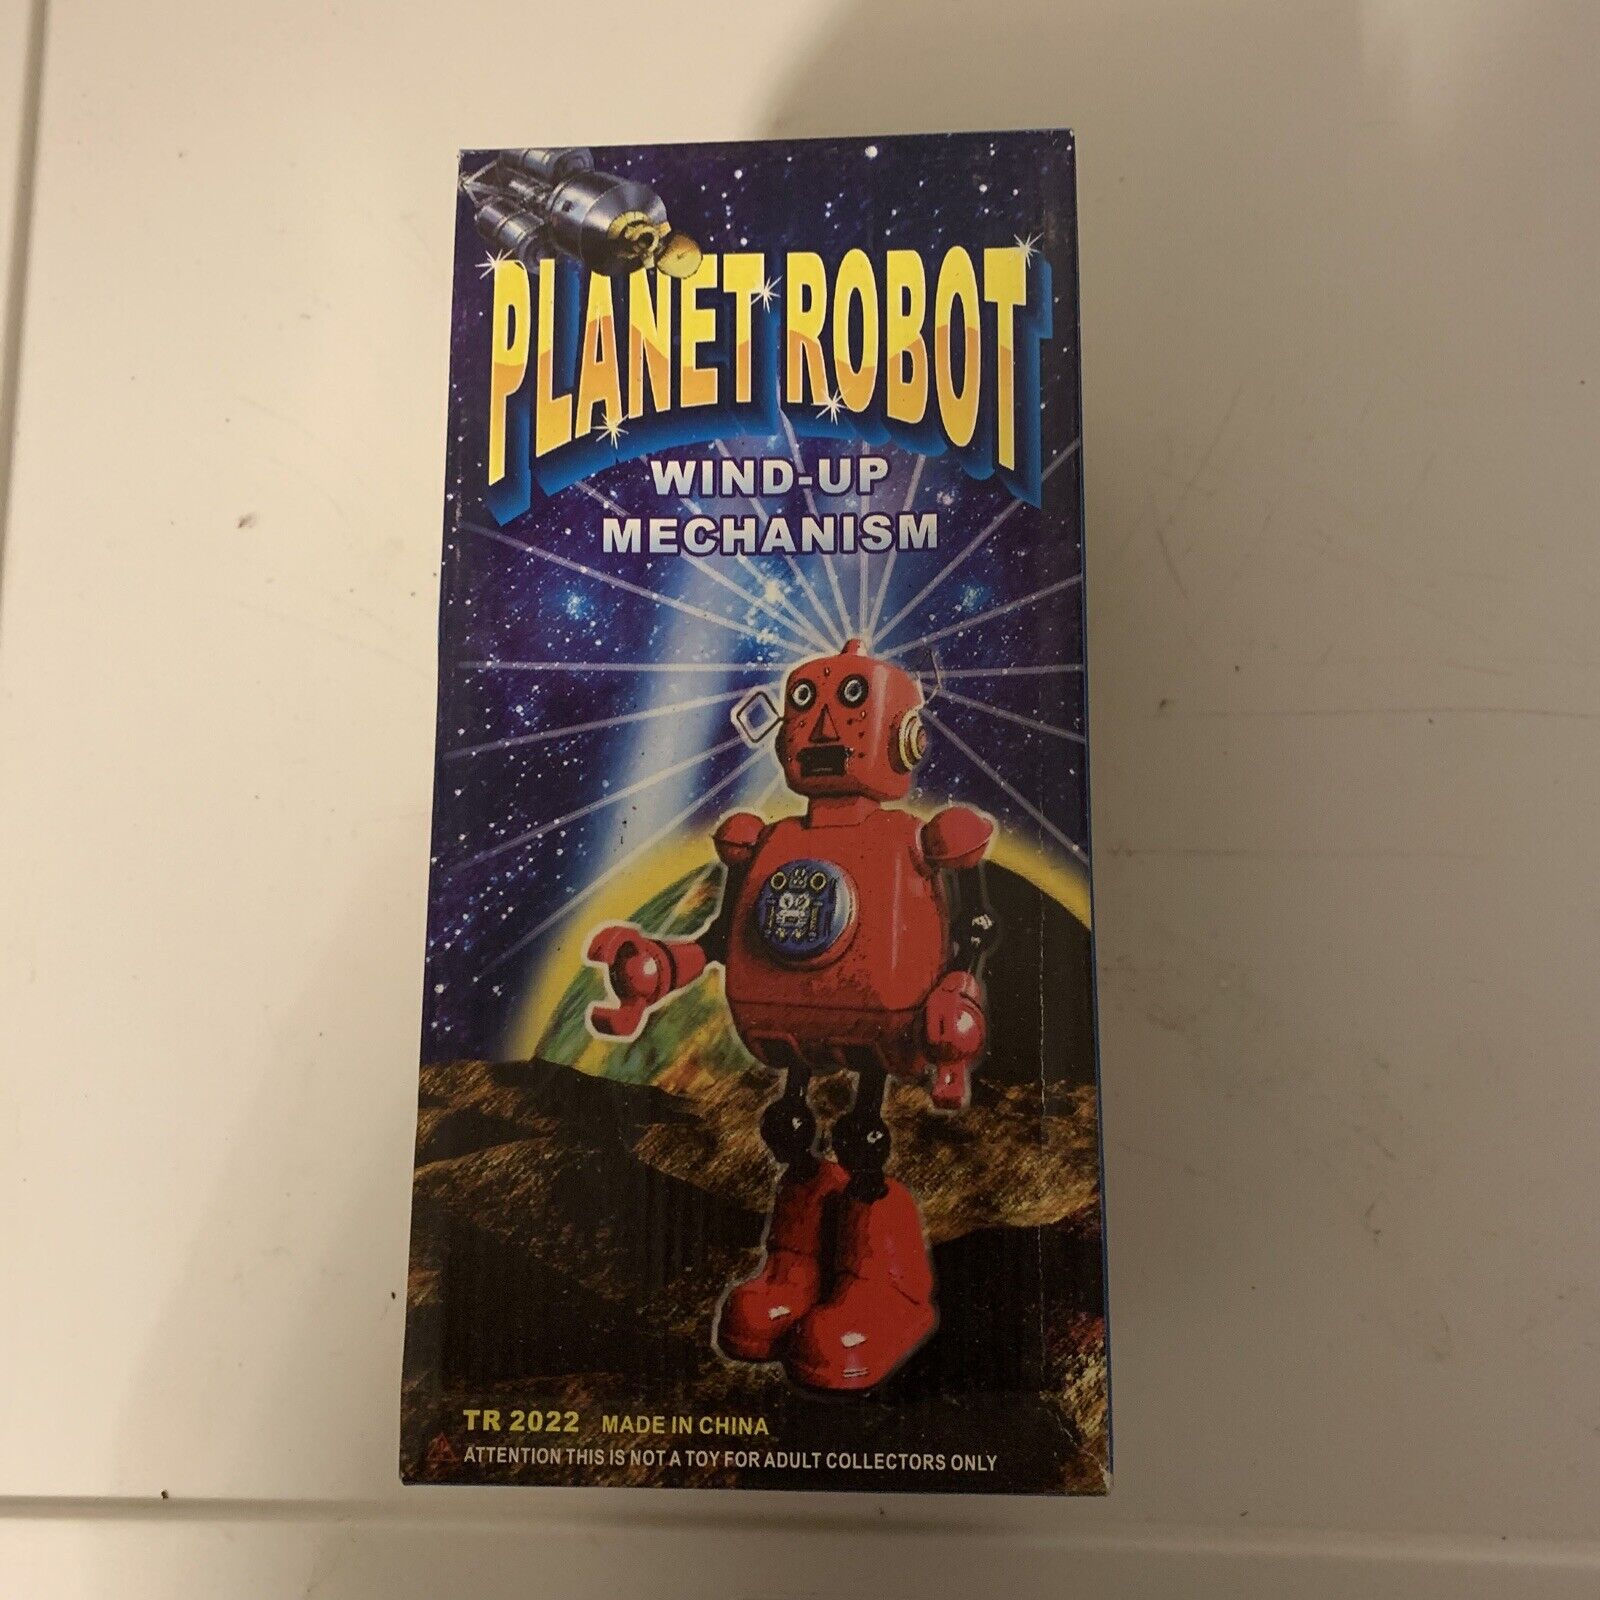 PLANET ROBOT
WIND-UP
MECHANISM
TR 2022 MADE IN CHINA
ATTENTION THIS IS NOT A TOY FOR ADULT COLLECTORS ONLY